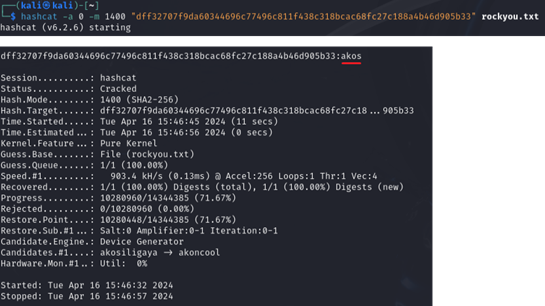 (kali㉿kali)-[~]
$ hashcat -a 0 -m 1400 "dff32707f9da60344696c77496c811f438c318bcac68fc27c188a4b46d905b33" rockyou.txt
hashcat (v6.2.6) starting
dff32707f9da60344696c77496c811f438c318bcac68fc27c188a4b46d905b33:akos
Session..........: hashcat
Status...........: Cracked
Hash.Mode........: 1400 (SHA2-256)
Hash.Target......: dff32707f9da60344696c77496c811f438c318bcac68fc27c18...905b33
Time.Started.....: Tue Apr 16 15:46:45 2024 (11 secs)
Time.Estimated...: Tue Apr 16 15:46:56 2024 (0 secs)
Kernel.Feature...: Pure Kernel
Guess.Base.......: File (rockyou.txt)
Guess.Queue......: 1/1 (100.00%)
Speed.#1.........: 903.4 kH/s (0.13ms) @ Accel:256 Loops:1 Thr:1 Vec:4
Recovered........: 1/1 (100.00%) Digests (total), 1/1 (100.00%) Digests (new)
Progress.........: 10280960/14344385 (71.67%)
Rejected.........: 0/10280960 (0.00%)
Restore.Point....: 10280448/14344385 (71.67%)
Restore.Sub.#1...: Salt:0 Amplifier:0-1 Iteration:0-1
Candidate.Engine.: Device Generator
Candidates.#1....: akosiligaya -> akoncool
Hardware.Mon.#1..: Util: 0%
Started: Tue Apr 16 15:46:32 2024
Stopped: Tue Apr 16 15:46:57 2024